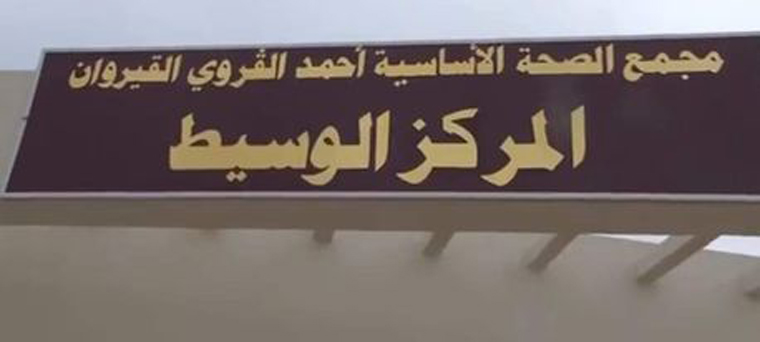 مجمع الصحة الأساسية أحمد القروي القيروان
المركز الوسيط